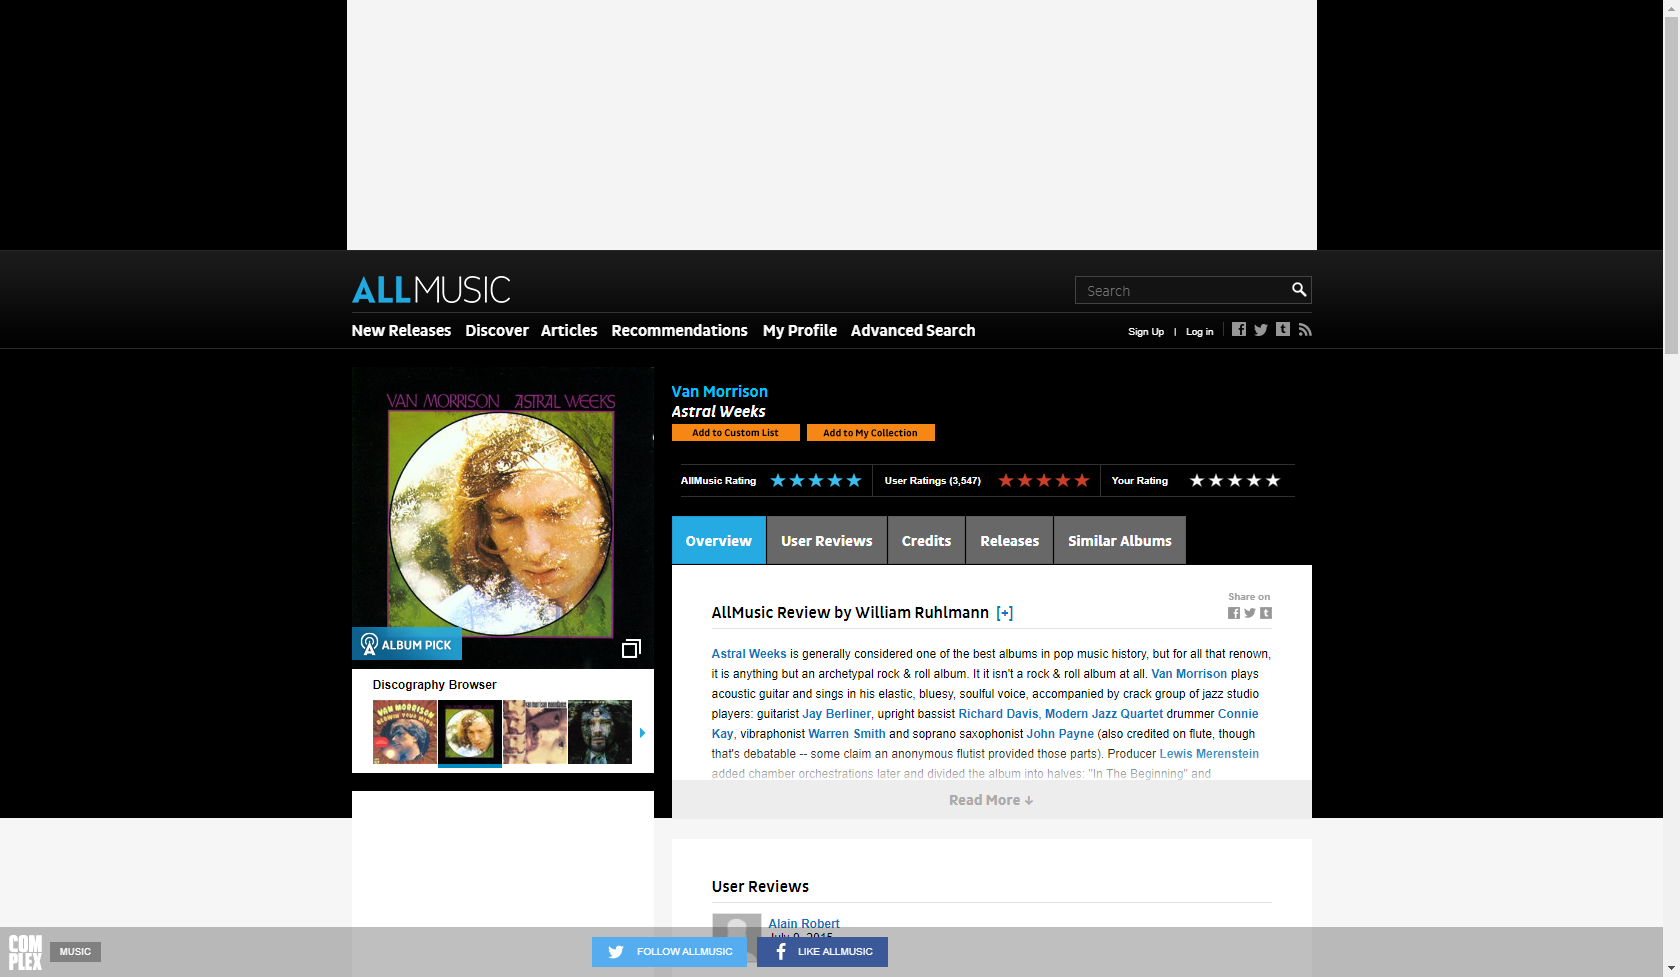 ALLMUSIC
Search
New Releases Discover Articles Recommendations My Profile Advanced Search
Sign Up | Log in
VAN MORRISON ASTRAL WEEKS
ALBUM PICK
Discography Browser
VAN MORRISON
Van Morrison
Astral Weeks
Add to Custom List Add to My Collection
AllMusic Rating User Ratings (3,547) Your Rating
Overview User Reviews Credits Releases Similar Albums
Share on
AllMusic Review by William Ruhlmann [+]
Astral Weeks is generally considered one of the best albums in pop music history, but for all that renown,
it is anything but an archetypal rock & roll album. It it isn't a rock & roll album at all. Van Morrison plays
acoustic guitar and sings in his elastic, bluesy, soulful voice, accompanied by crack group of jazz studio
players: guitarist Jay Berliner, upright bassist Richard Davis, Modern Jazz Quartet drummer Connie
Kay, vibraphonist Warren Smith and soprano saxophonist John Payne (also credited on flute, though
that's debatable -- some claim an anonymous flutist provided those parts). Producer Lewis Merenstein
added chamber orchestrations later and divided the album into halves: "In The Beginning" and
Read More ↓
User Reviews
Alain Robert
July 9, 2015
COMPLEX
MUSIC
FOLLOW ALLMUSIC
LIKE ALLMUSIC